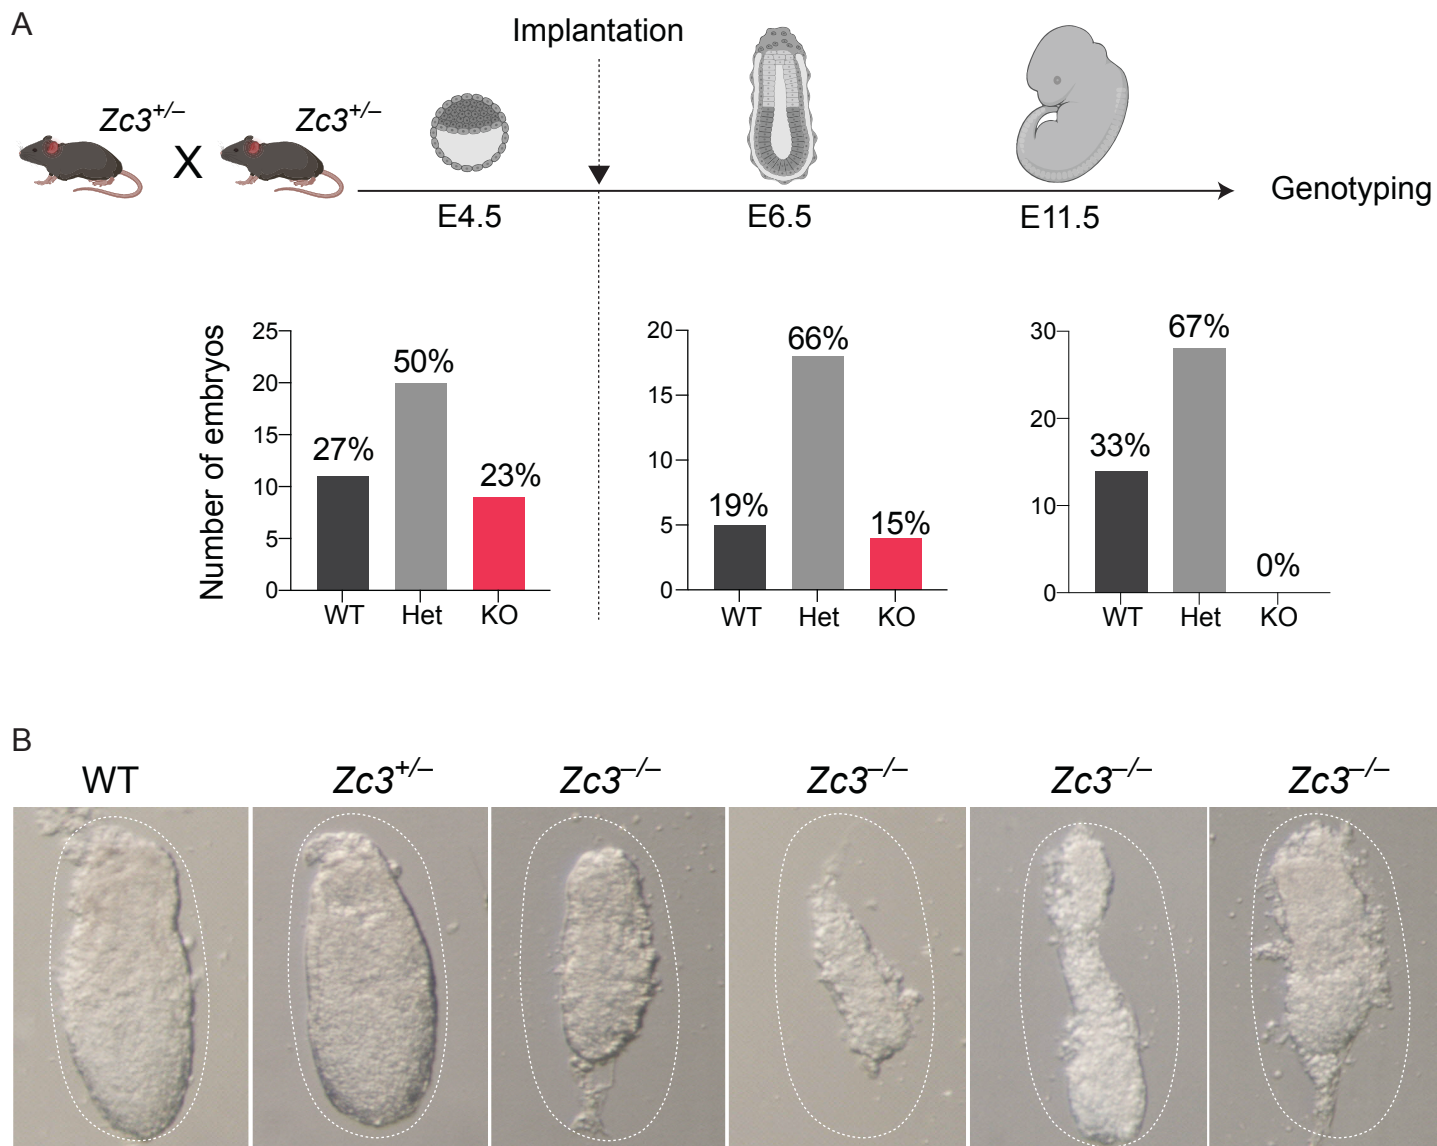 A
Implantation
Zc3+/–
X
Zc3+/–
E4.5
E6.5
E11.5
Genotyping
Number of embryos
25
20
15
10
5
0
27%
50%
23%
WT
Het
KO
20
15
10
5
0
19%
66%
15%
WT
Het
KO
30
20
10
0
33%
67%
0%
WT
Het
KO
B
WT
Zc3+/–
Zc3–/–
Zc3–/–
Zc3–/–
Zc3–/–